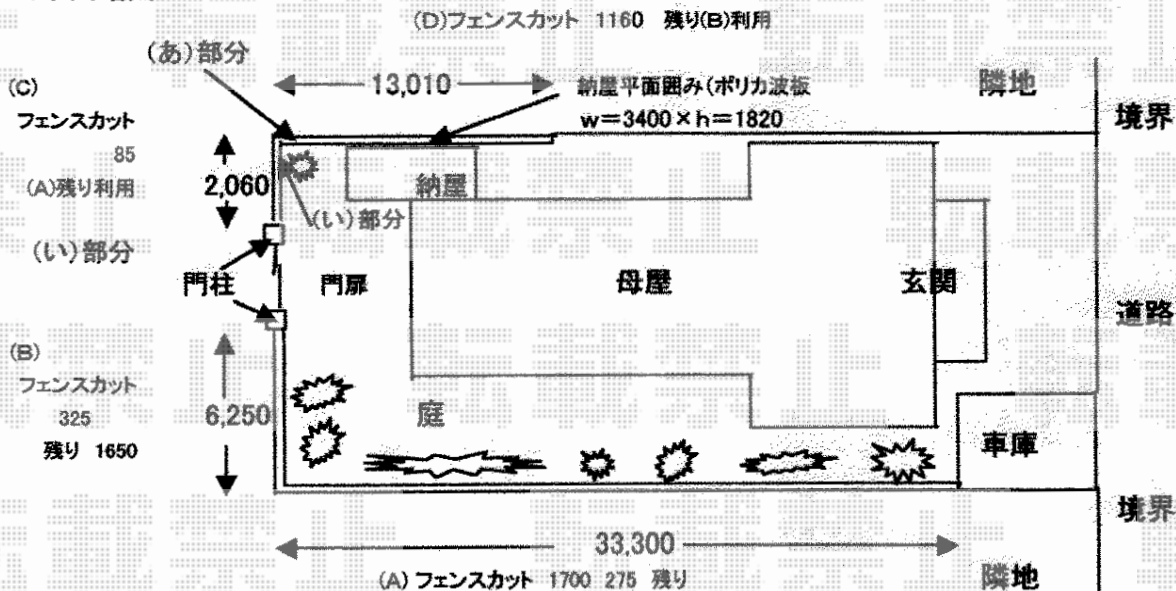 (D)フェンスカット 1160 残り(B)利用
(あ)部分
13,010
納屋平面囲み(ポリカ波板
w=3400×h=1820
隣地
境界
(C)
フェンスカット
85
(A)残り利用
2,060
納屋
(い)部分
(い)部分
門柱
門扉
母屋
玄関
道路
(B)
フェンスカット
325
残り 1650
6,250
庭
車庫
境界
33,300
(A) フェンスカット 1700 275 残り
隣地